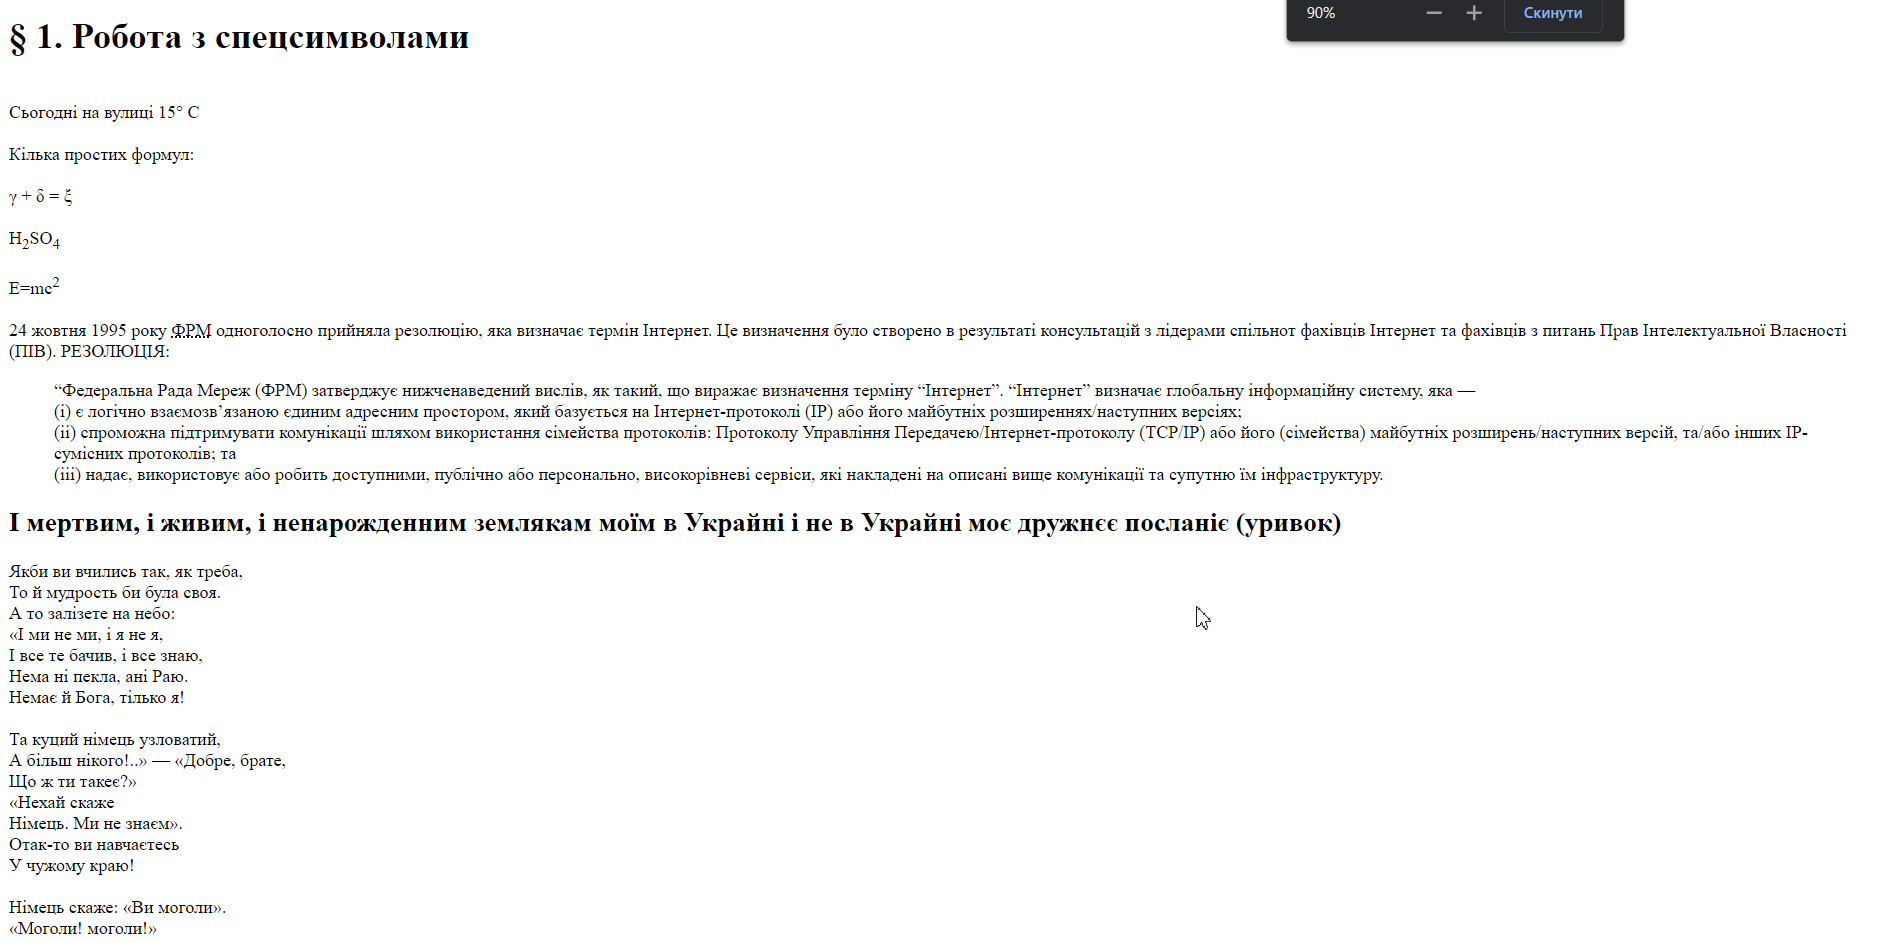 90%
Скинути
§ 1. Робота з спецсимволами
Сьогодні на вулиці 15° C
Кілька простих формул:
γ + δ = ξ
H₂SO₄
E=mc²
24 жовтня 1995 року ФРМ одноголосно прийняла резолюцію, яка визначає термін Інтернет. Це визначення було створено в результаті консультацій з лідерами спільнот фахівців Інтернет та фахівців з питань Прав Інтелектуальної Власності
(ПІВ). РЕЗОЛЮЦІЯ:
“Федеральна Рада Мереж (ФРМ) затверджує нижченаведений вислів, як такий, що виражає визначення терміну “Інтернет”. “Інтернет” визначає глобальну інформаційну систему, яка —
(i) є логічно взаємозв’язаною єдиним адресним простором, який базується на Інтернет-протоколі (IP) або його майбутніх розширеннях/наступних версіях;
(ii) спроможна підтримувати комунікації шляхом використання сімейства протоколів: Протоколу Управління Передачею/Інтернет-протоколу (TCP/IP) або його (сімейства) майбутніх розширень/наступних версій, та/або інших IP-
сумісних протоколів; та
(iii) надає, використовує або робить доступними, публічно або персонально, високорівневі сервіси, які накладені на описані вище комунікації та супутню їм інфраструктуру.
І мертвим, і живим, і ненарожденним землякам моїм в Украйні і не в Украйні моє дружнєє посланіє (уривок)
Якби ви вчились так, як треба,
То й мудрость би була своя.
А то залізете на небо:
«І ми не ми, і я не я,
І все те бачив, і все знаю,
Нема ні пекла, ані Раю.
Немає й Бога, тілько я!
Та куций німець узловатий,
А більш нікого!..» — «Добре, брате,
Що ж ти такеє?»
«Нехай скаже
Німець. Ми не знаєм».
Отак-то ви навчаєтесь
У чужому краю!
Німець скаже: «Ви моголи».
«Моголи! моголи!»